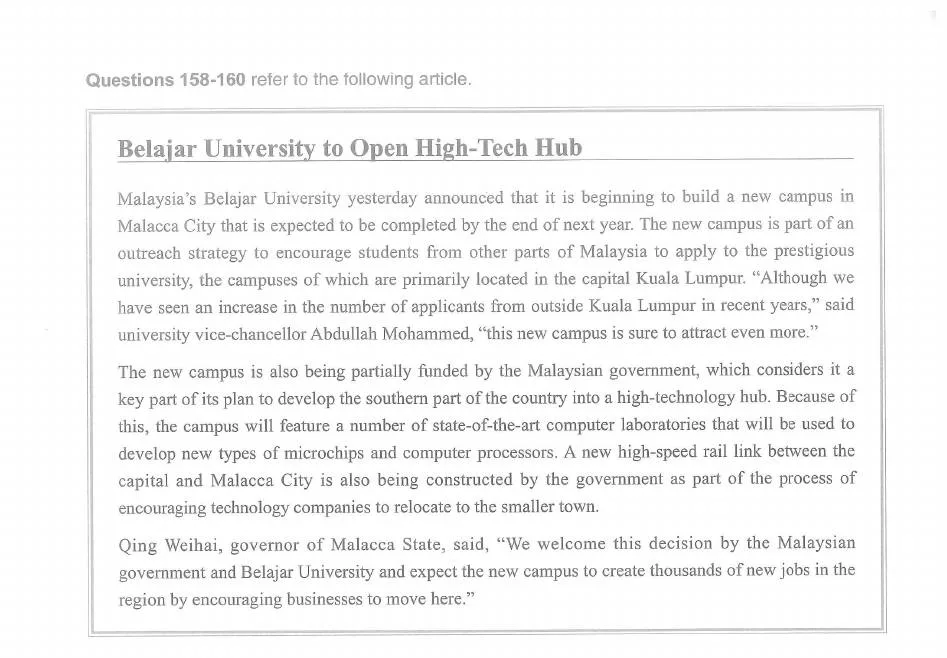 Questions 158-160 refer to the following article.
Belajar University to Open High-Tech Hub
Malaysia's Belajar University yesterday announced that it is beginning to build a new campus in
Malacca City that is expected to be completed by the end of next year. The new campus is part of an
outreach strategy to encourage students from other parts of Malaysia to apply to the prestigious
university, the campuses of which are primarily located in the capital Kuala Lumpur. “Although we
have seen an increase in the number of applicants from outside Kuala Lumpur in recent years,” said
university vice-chancellor Abdullah Mohammed, “this new campus is sure to attract even more.”
The new campus is also being partially funded by the Malaysian government, which considers it a
key part of its plan to develop the southern part of the country into a high-technology hub. Because of
this, the campus will feature a number of state-of-the-art computer laboratories that will be used to
develop new types of microchips and computer processors. A new high-speed rail link between the
capital and Malacca City is also being constructed by the government as part of the process of
encouraging technology companies to relocate to the smaller town.
Qing Weihai, governor of Malacca State, said, “We welcome this decision by the Malaysian
government and Belajar University and expect the new campus to create thousands of new jobs in the
region by encouraging businesses to move here.”